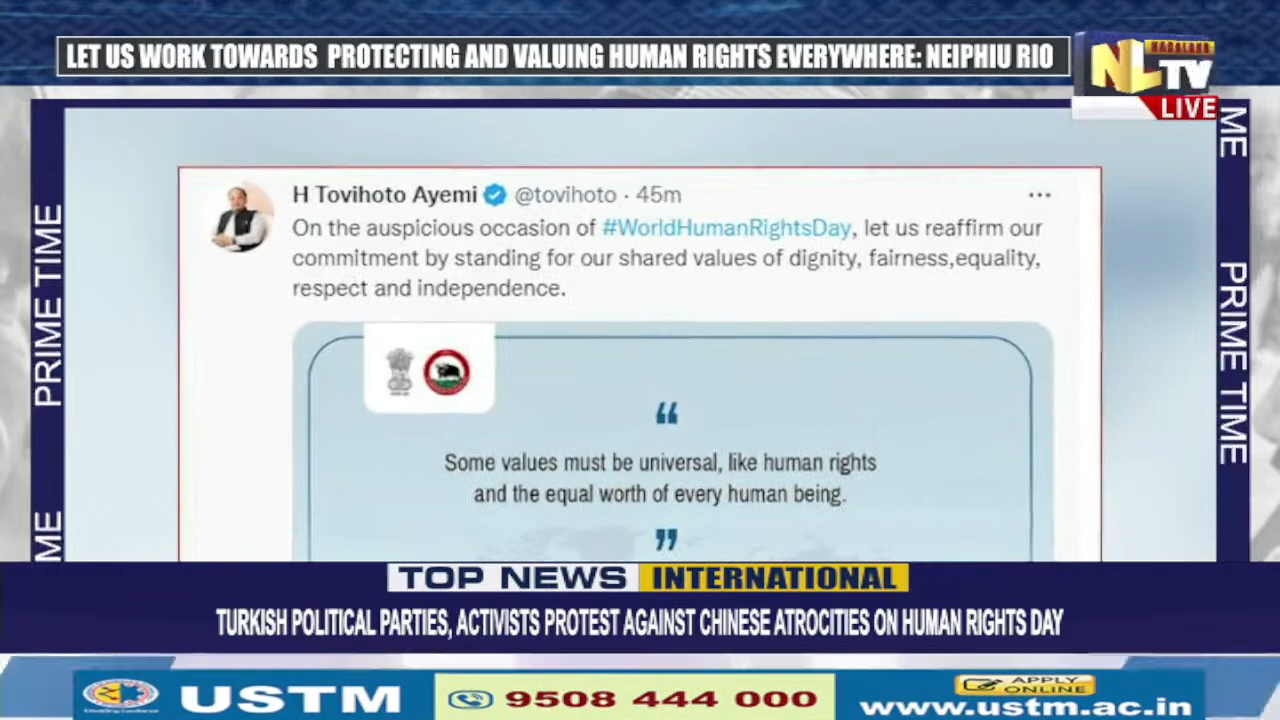 LET US WORK TOWARDS PROTECTING AND VALUING HUMAN RIGHTS EVERYWHERE: NEIPHIU RIO
NAGALAND
NLTV
LIVE
H Tovihoto Ayemi @tovihoto · 45m
On the auspicious occasion of #WorldHumanRightsDay, let us reaffirm our
commitment by standing for our shared values of dignity, fairness,equality,
respect and independence.
“
Some values must be universal, like human rights
and the equal worth of every human being.
”
PRIME TIME
ME
ME
PRIME TIME
TOP NEWS INTERNATIONAL
TURKISH POLITICAL PARTIES, ACTIVISTS PROTEST AGAINST CHINESE ATROCITIES ON HUMAN RIGHTS DAY
USTM 9508 444 000
APPLY
ONLINE
www.ustm.ac.in